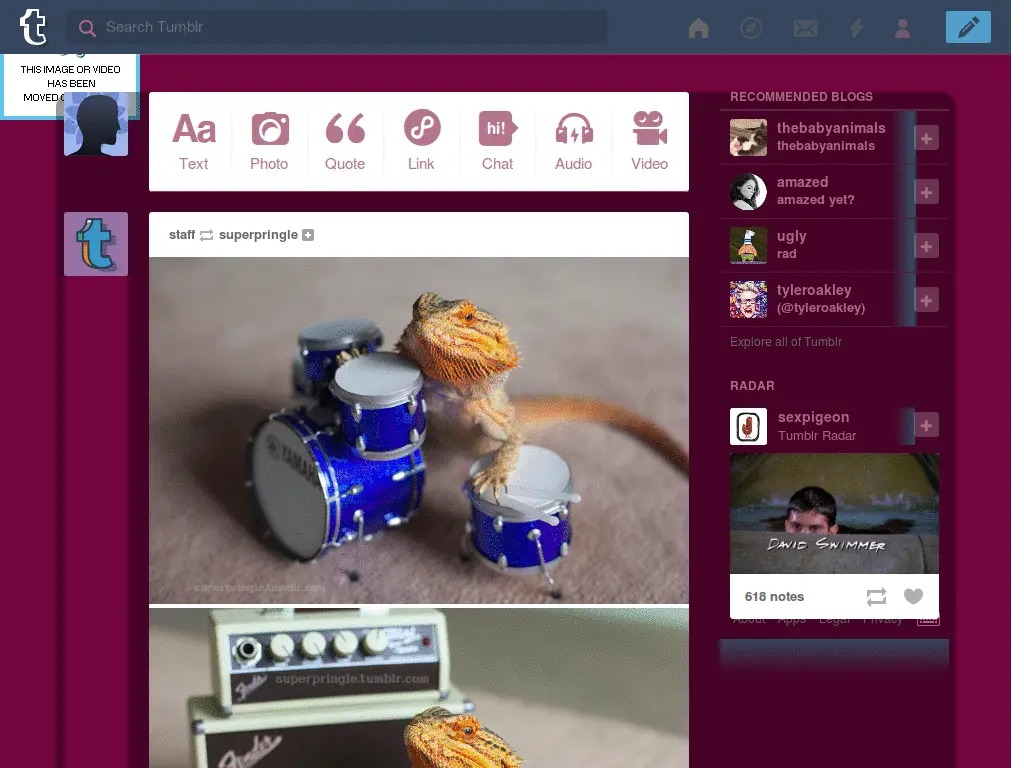 Search Tumblr
THIS IMAGE OR VIDEO
HAS BEEN
MOVED
Aa
hi!
Text
Photo
Quote
Link
Chat
Audio
Video
staff superpringle
YAMAHA
superpringle.tumblr.com
superpringle.tumblr.com
Fender
Fender
RECOMMENDED BLOGS
thebabyanimals
thebabyanimals
amazed
amazed yet?
ugly
rad
tyleroakley
(@tyleroakley)
Explore all of Tumblr
RADAR
sexpigeon
Tumblr Radar
DAVID SWIMMER
618 notes
About Apps Legal Privacy